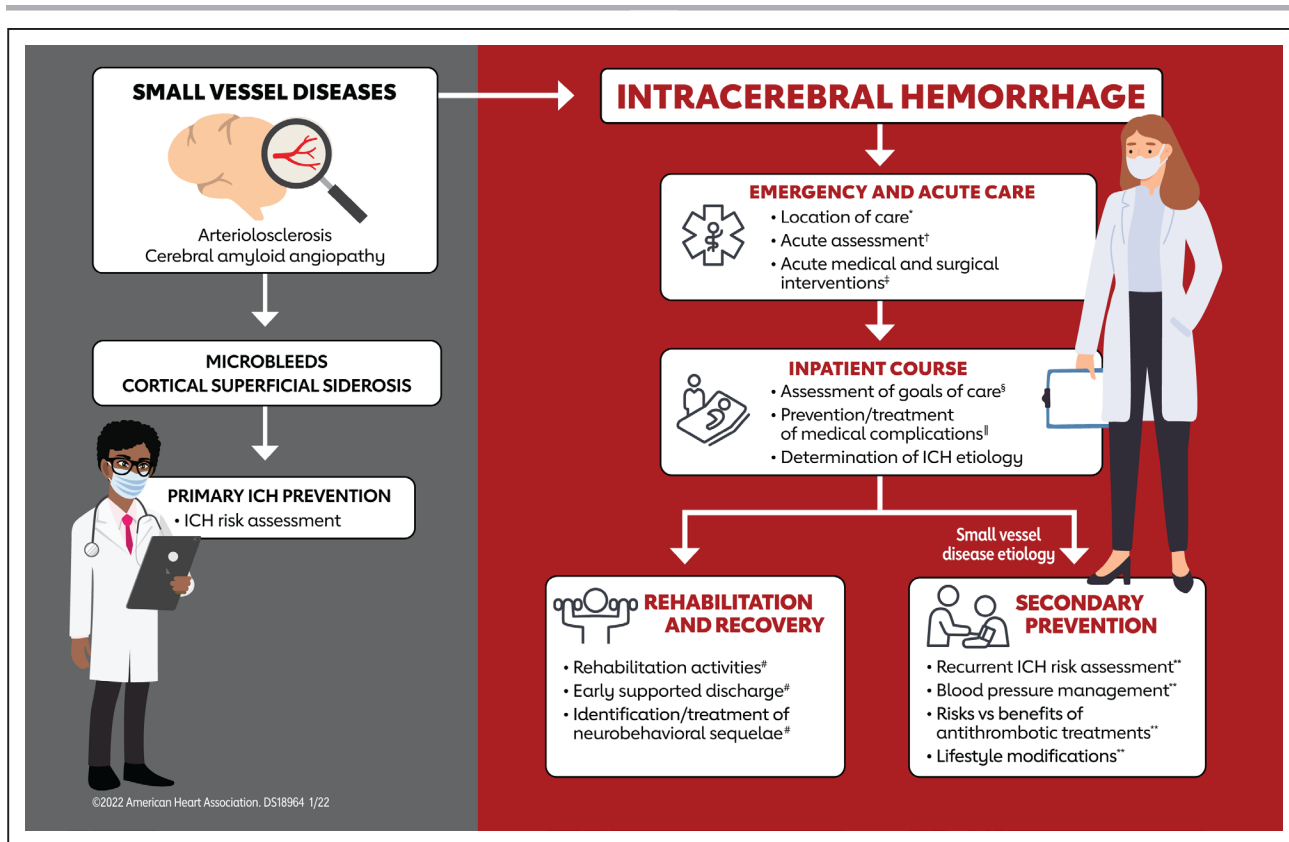 SMALL VESSEL DISEASES
Arteriolosclerosis
Cerebral amyloid angiopathy
MICROBLEEDS
CORTICAL SUPERFICIAL SIDEROSIS
PRIMARY ICH PREVENTION
• ICH risk assessment
©2022 American Heart Association. DS18964 1/22
INTRACEREBRAL HEMORRHAGE
EMERGENCY AND ACUTE CARE
• Location of care*
• Acute assessment†
• Acute medical and surgical
interventions‡
INPATIENT COURSE
• Assessment of goals of care§
• Prevention/treatment
of medical complications‖
• Determination of ICH etiology
Small vessel
disease etiology
REHABILITATION
AND RECOVERY
• Rehabilitation activities#
• Early supported discharge#
• Identification/treatment of
neurobehavioral sequelae#
SECONDARY
PREVENTION
• Recurrent ICH risk assessment**
• Blood pressure management**
• Risks vs benefits of
antithrombotic treatments**
• Lifestyle modifications**